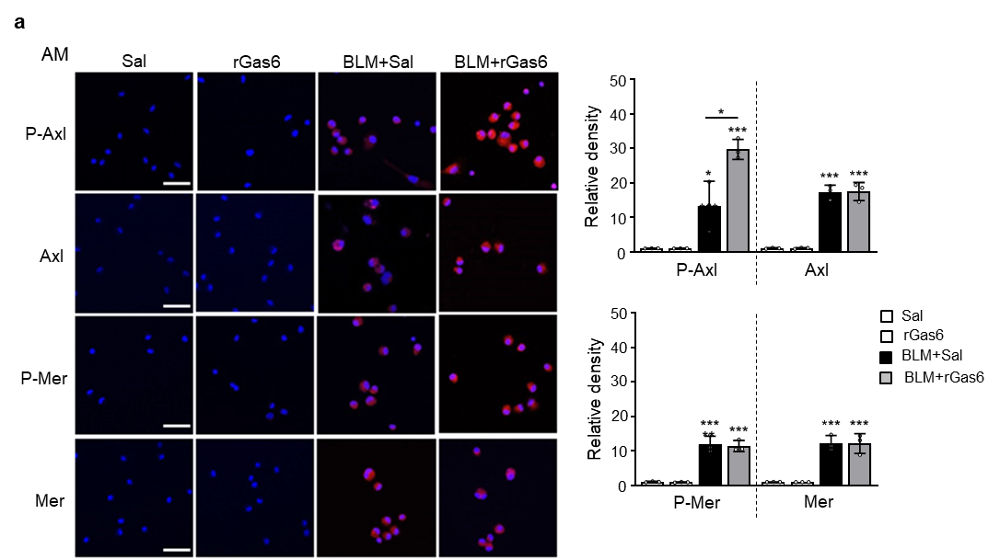 a
AM
Sal rGas6 BLM+Sal BLM+rGas6
P-Axl
Axl
P-Mer
Mer
Relative density
50
40
30
20
10
0
*
***
*
***
***
P-Axl Axl
Relative density
50
40
30
20
10
0
***
***
***
***
P-Mer Mer
Sal
rGas6
BLM+Sal
BLM+rGas6